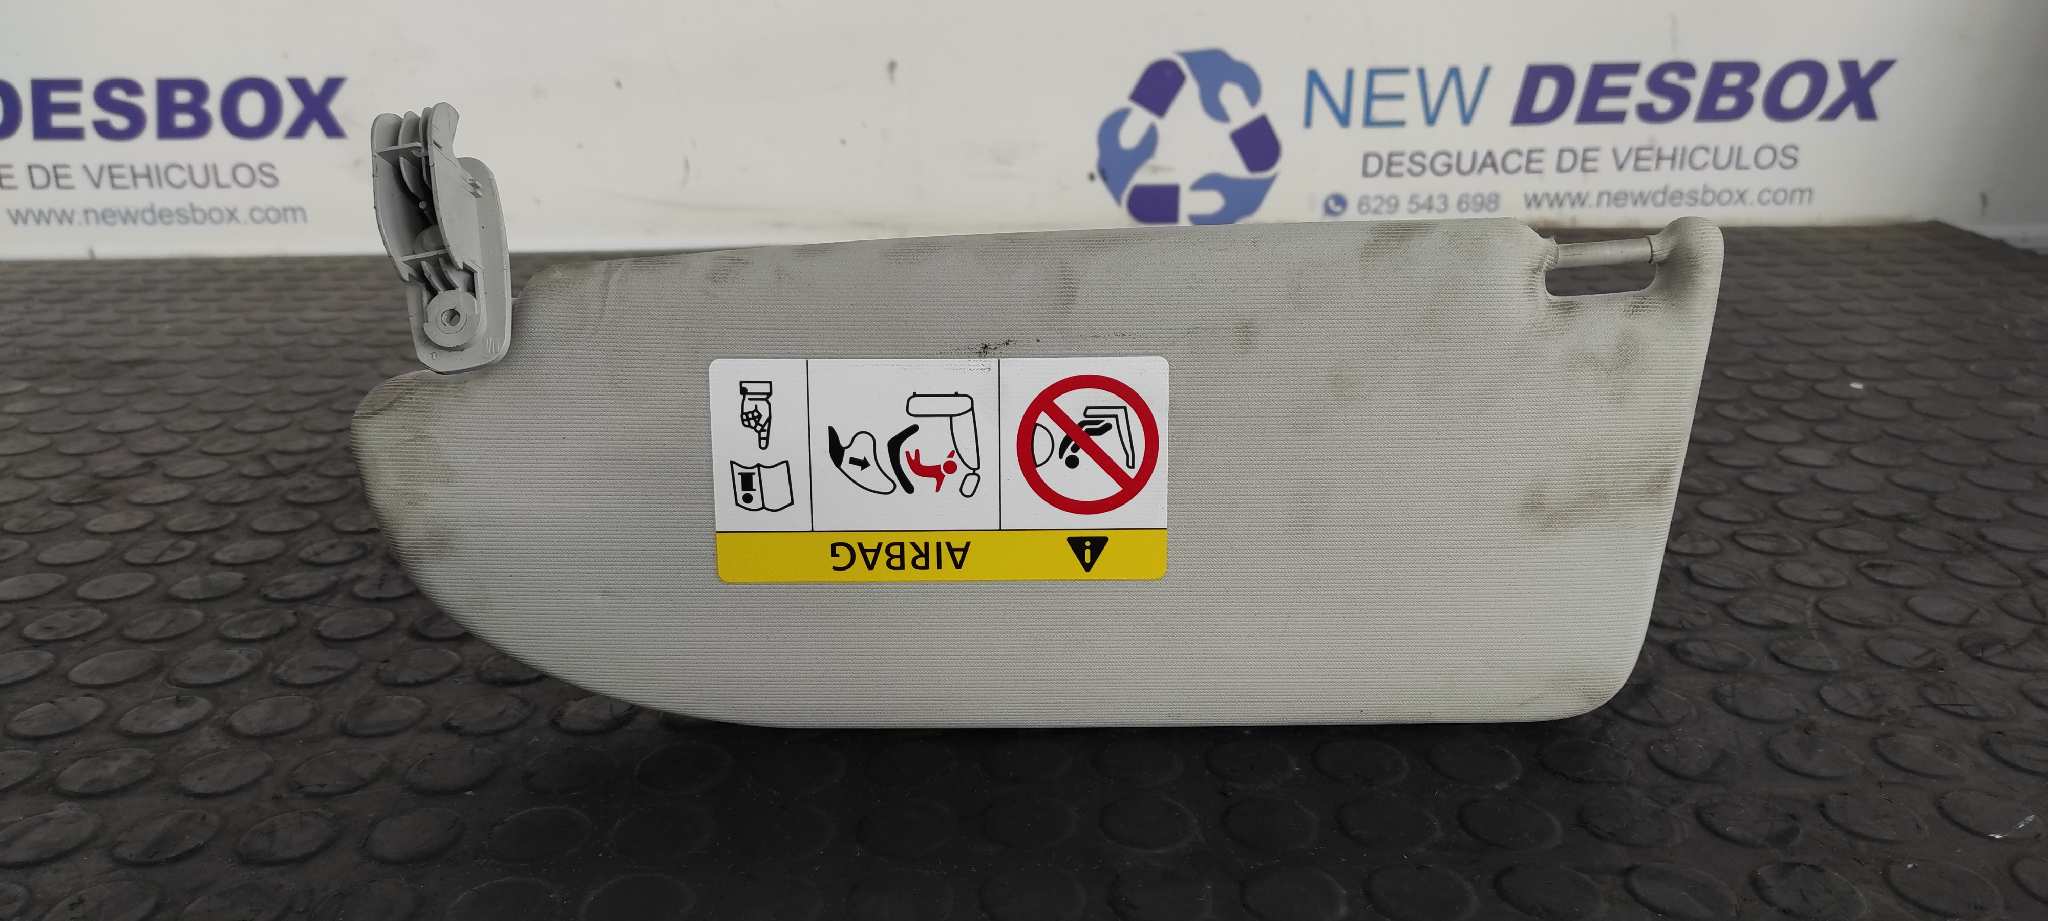 DESBOX
E DE VEHICULOS
www.newdesbox.com
NEW DESBOX
DESGUACE DE VEHICULOS
629 543 698 www.newdesbox.com
AIRBAG